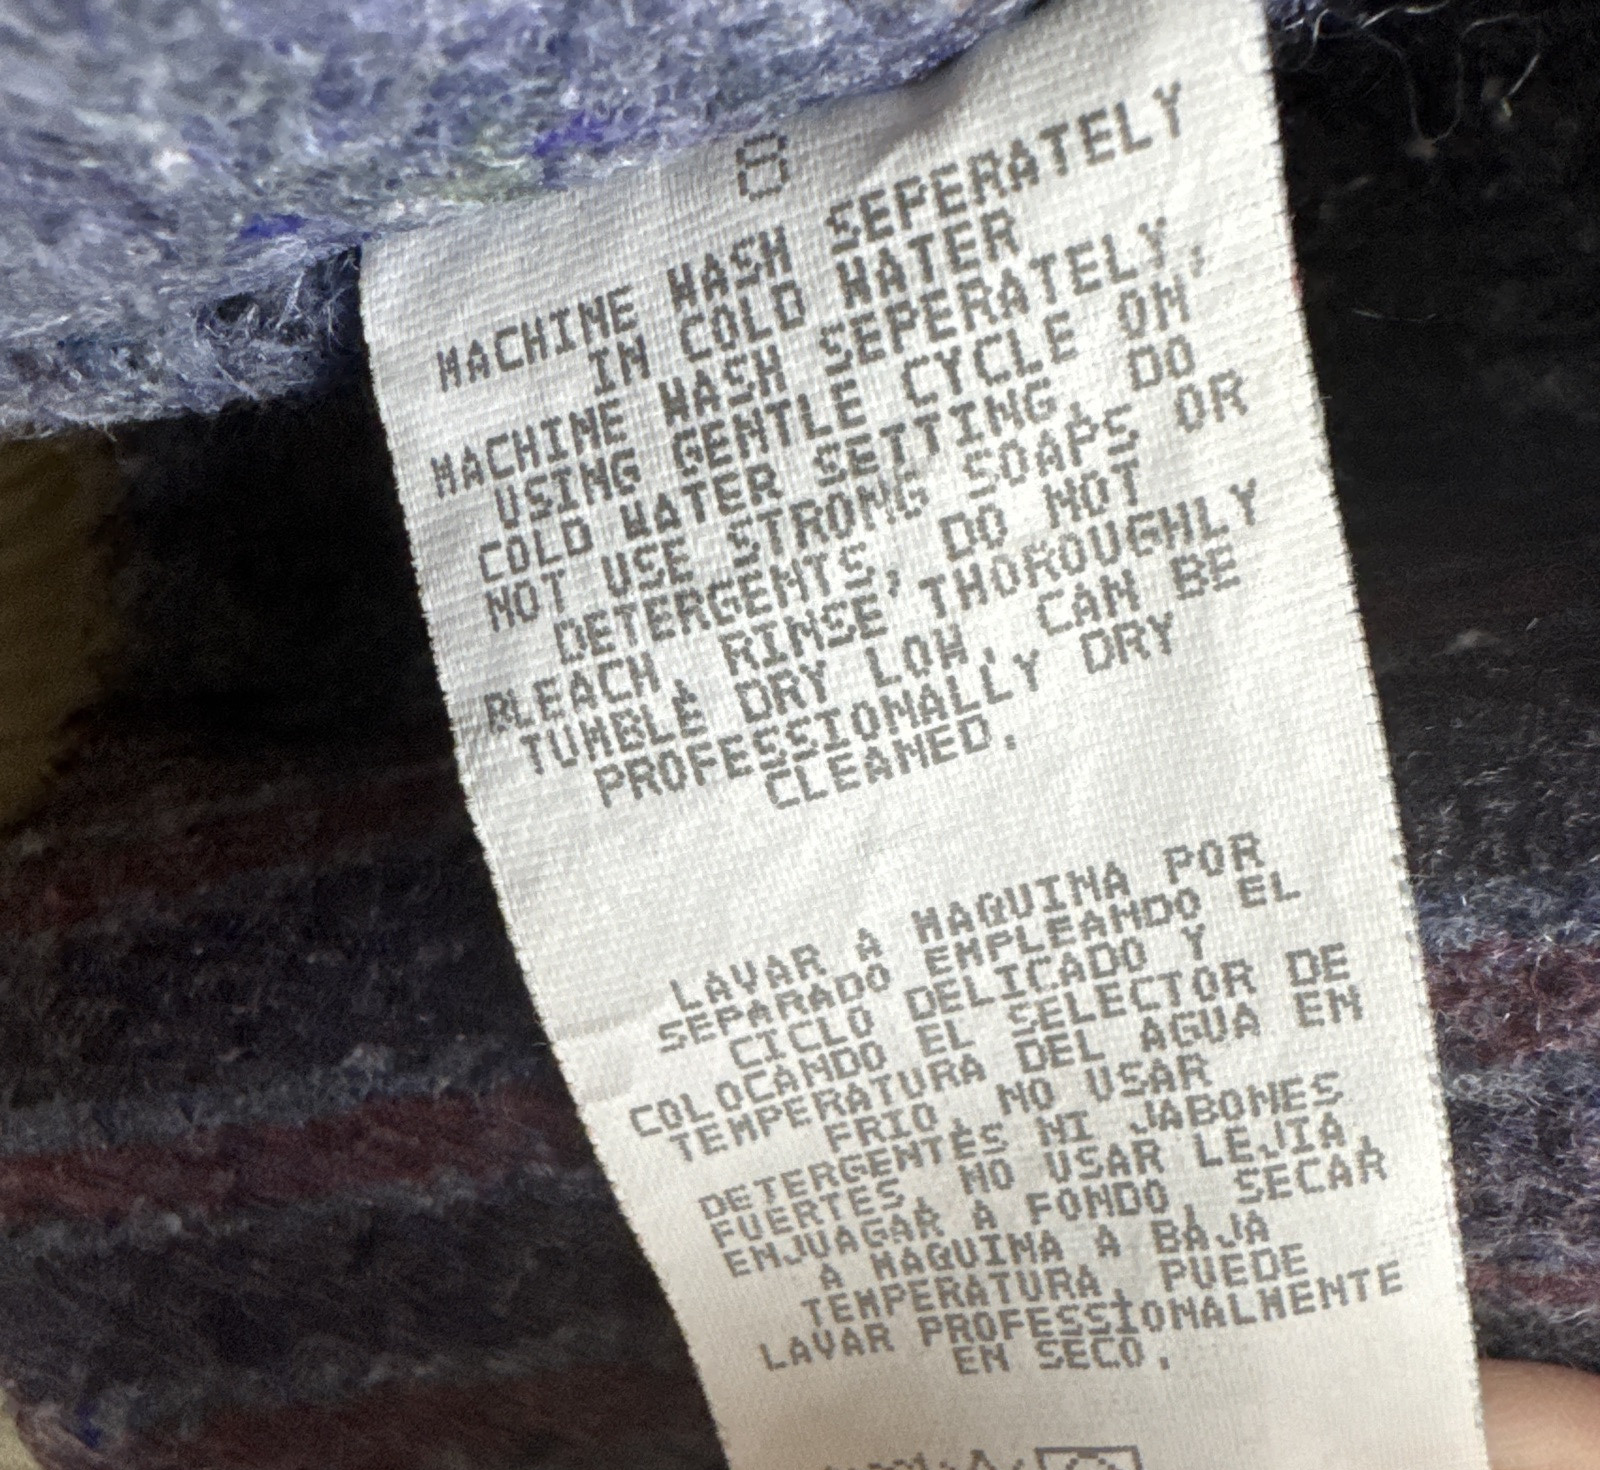 8
MACHINE WASH SEPERATELY
IN COLD WATER
MACHINE WASH SEPERATELY,
USING GENTLE CYCLE ON
COLD WATER SETTING. DO
NOT USE STRONG SOAPS OR
DETERGENTS, DO NOT
BLEACH. RINSE THOROUGHLY
TUMBLE DRY LOW. CAN BE
PROFESSIONALLY DRY
CLEANED.
LAVAR A MAQUINA POR
SEPARADO EMPLEANDO EL
CICLO DELICADO Y
COLOCANDO EL SELECTOR DE
TEMPERATURA DEL AGUA EN
FRIO. NO USAR
DETERGENTES NI JABONES
FUERTES. NO USAR LEJIA.
ENJUAGAR A FONDO. SECAR
A MAQUINA A BAJA
TEMPERATURA. PUEDE
LAVAR PROFESSIONALMENTE
EN SECO.